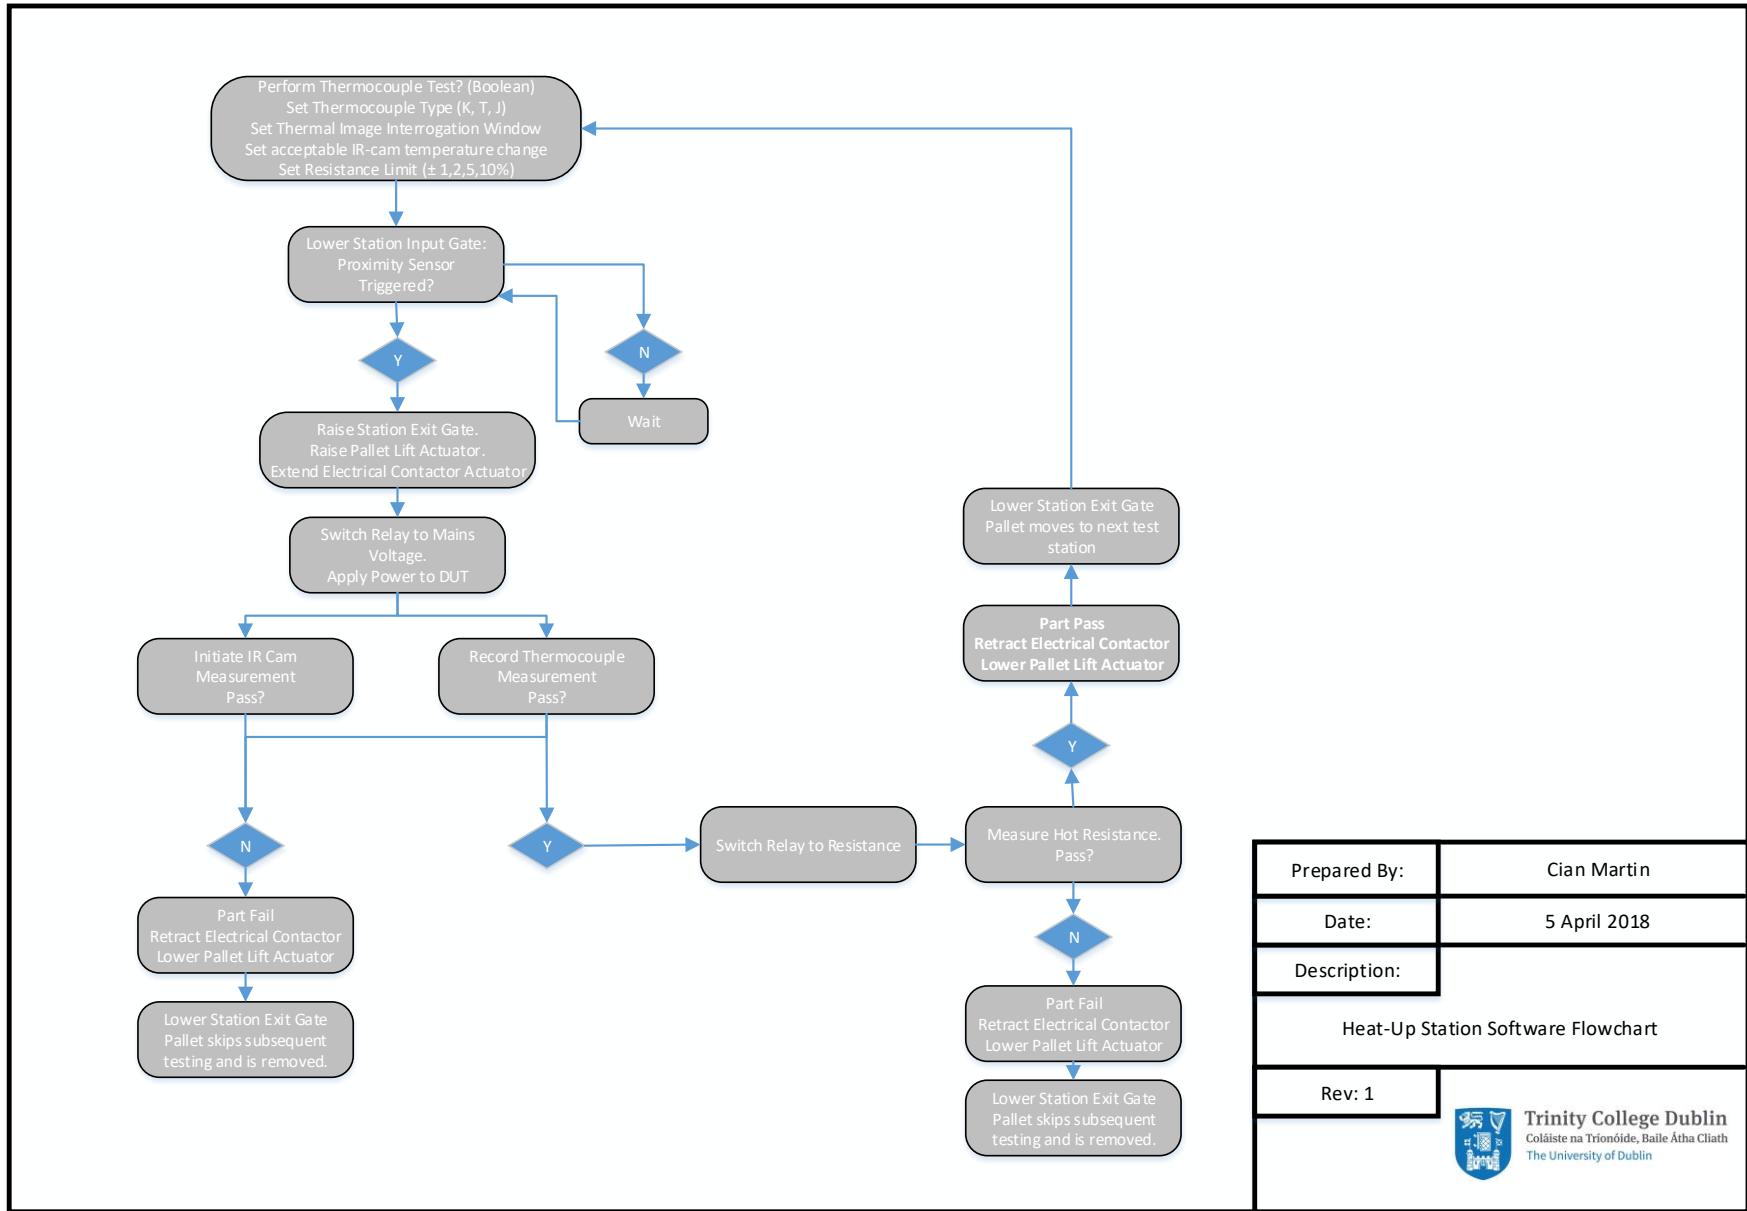 Perform Thermocouple Test? (Boolean)
Set Thermocouple Type (K, T, J)
Set Thermal Image Interrogation Window
Set acceptable IR-cam temperature change
Set Resistance Limit (± 1,2,5,10%)
Lower Station Input Gate:
Proximity Sensor
Triggered?
Y
N
Wait
Raise Station Exit Gate.
Raise Pallet Lift Actuator.
Extend Electrical Contactor Actuator
Switch Relay to Mains
Voltage.
Apply Power to DUT
Initiate IR Cam
Measurement
Pass?
Record Thermocouple
Measurement
Pass?
N
Y
Part Fail
Retract Electrical Contactor
Lower Pallet Lift Actuator
Lower Station Exit Gate
Pallet skips subsequent
testing and is removed.
Switch Relay to Resistance
Measure Hot Resistance.
Pass?
Y
Part Pass
Retract Electrical Contactor
Lower Pallet Lift Actuator
Lower Station Exit Gate
Pallet moves to next test
station
N
Part Fail
Retract Electrical Contactor
Lower Pallet Lift Actuator
Lower Station Exit Gate
Pallet skips subsequent
testing and is removed.
Prepared By:
Cian Martin
Date:
5 April 2018
Description:
Heat-Up Station Software Flowchart
Rev: 1
Trinity College Dublin
Coláiste na Tríonóide, Baile Átha Cliath
The University of Dublin